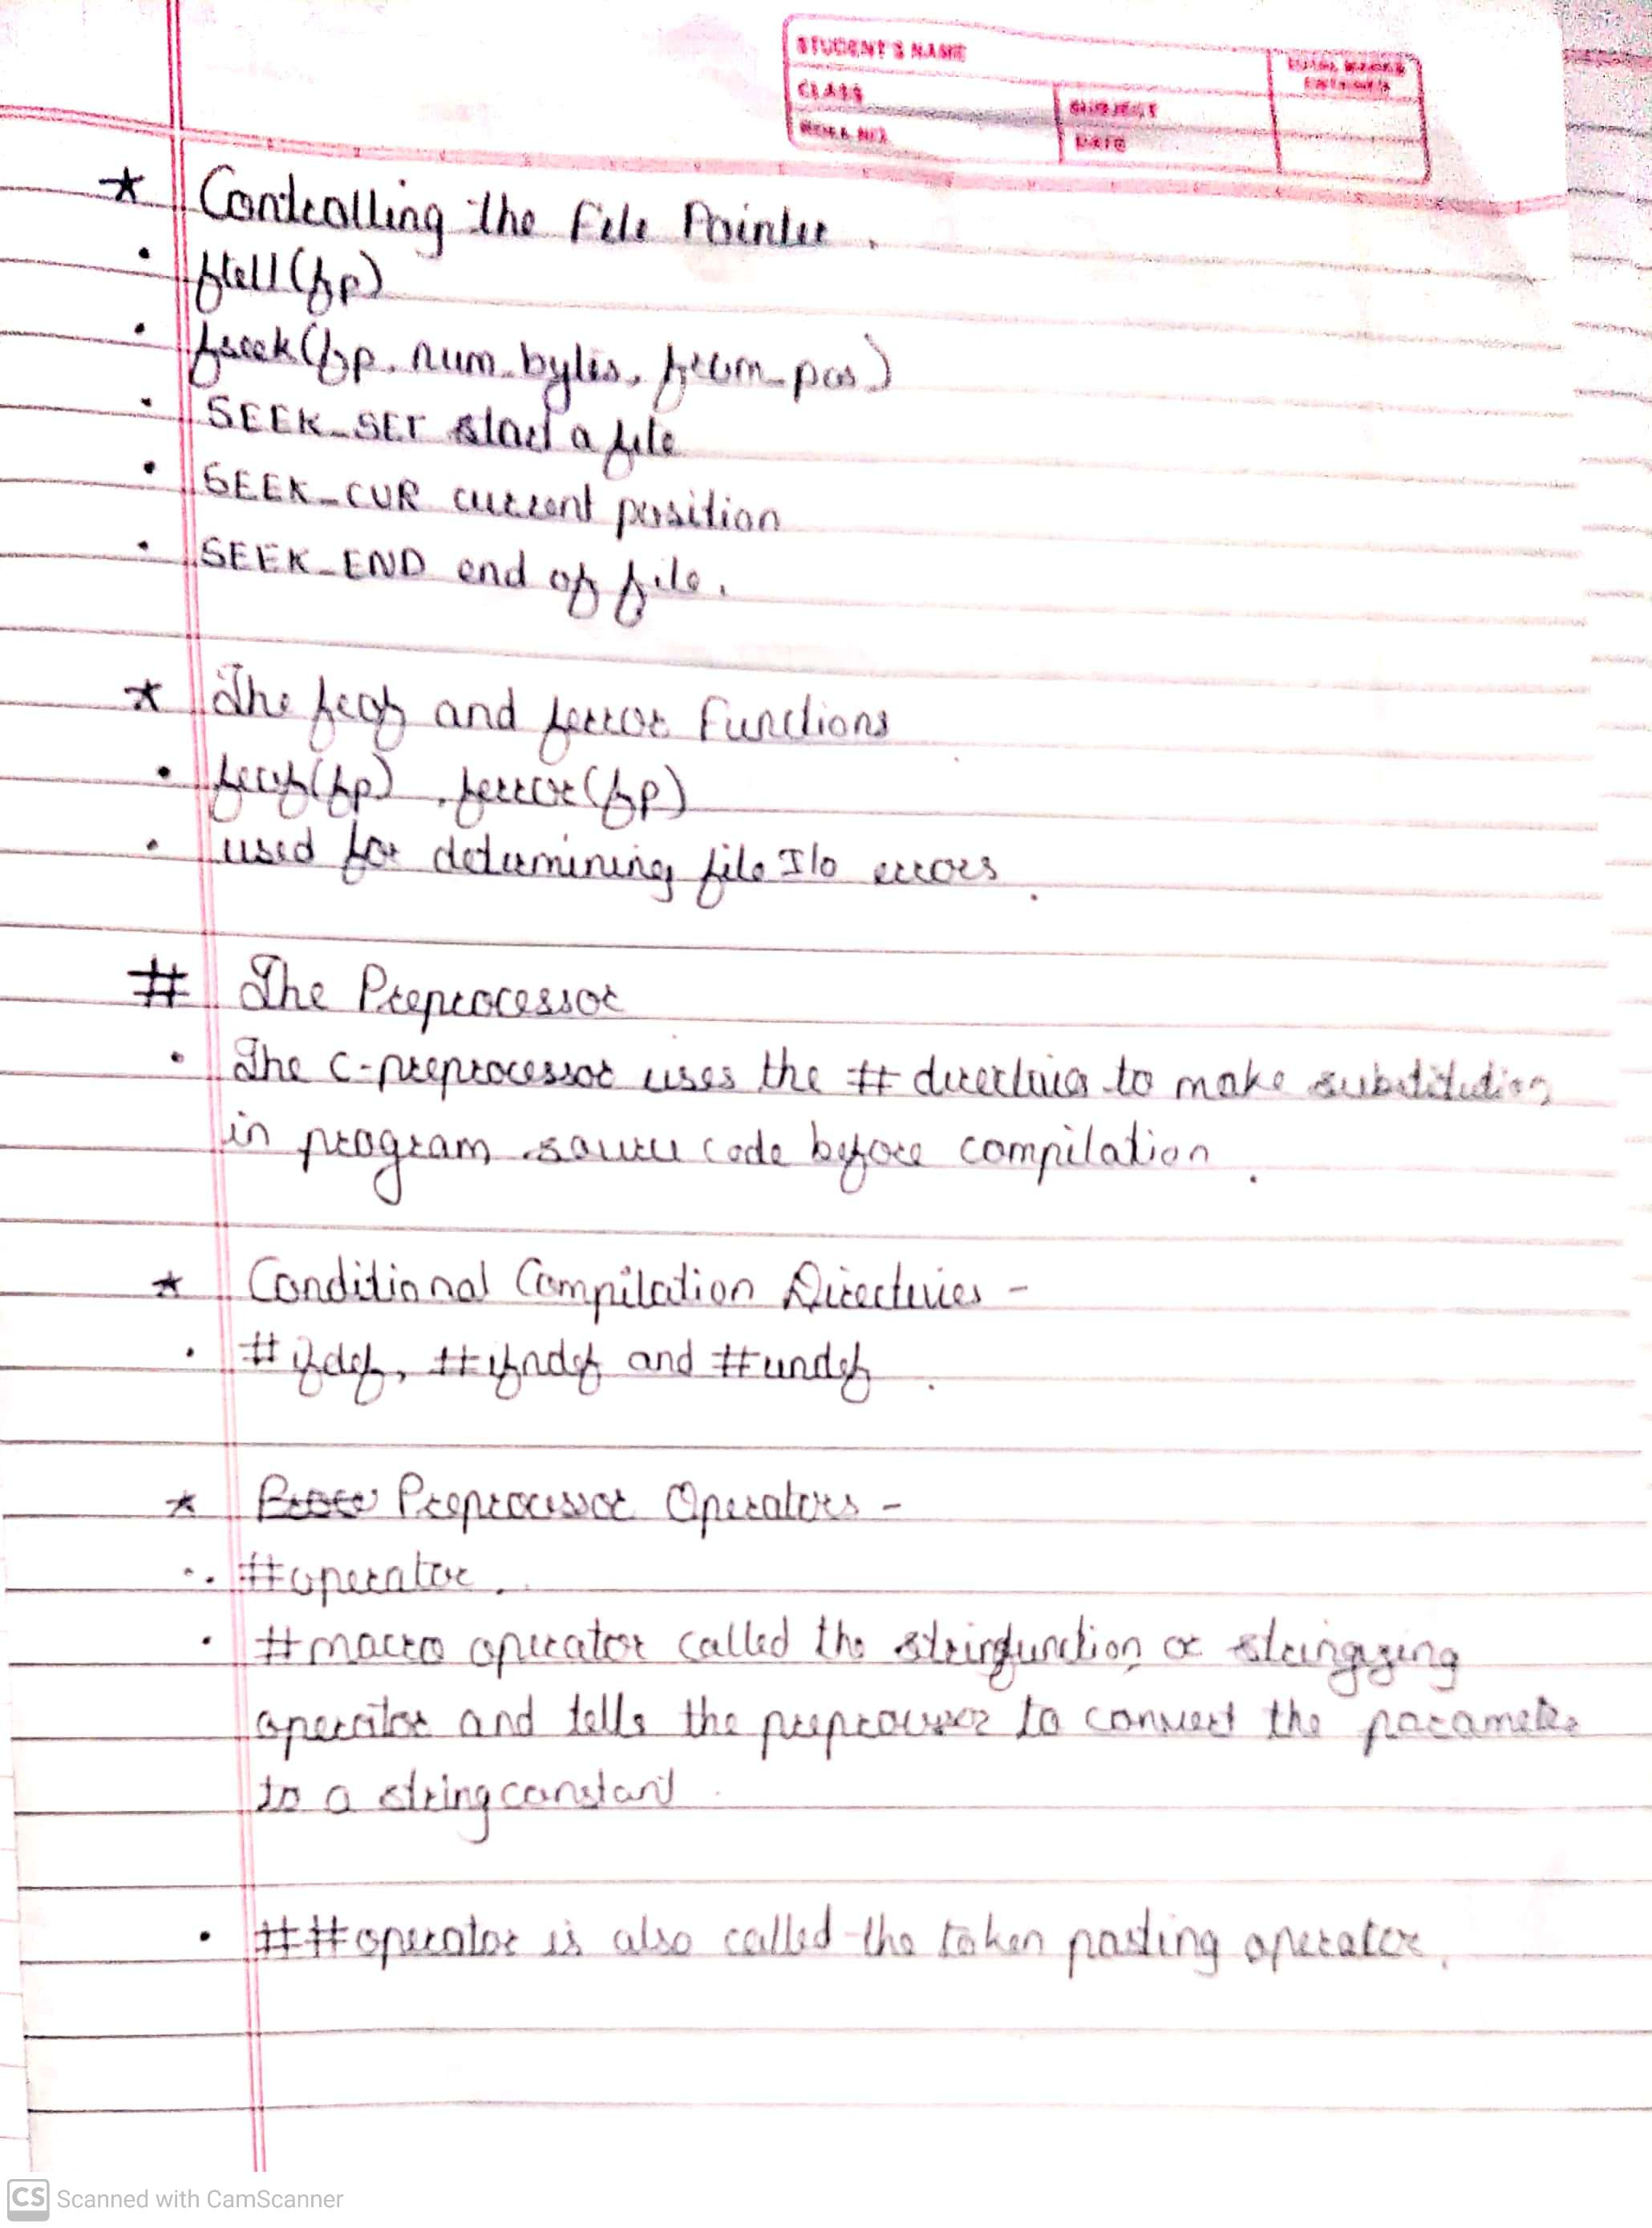 STUDENT'S NAME
TOTAL MARKS
CLASS
SUBJECT
ROLL NO.
DATE
* Controlling the File Pointer.
• ftell(fp)
• fseek(fp, num_bytes, from_pos)
• SEEK_SET start a file
• SEEK_CUR current position
• SEEK_END end of file.
* The feof and ferror Functions
• feof(fp), ferror(fp)
• used for determining file I/o errors.
# The Preprocessor
• The C-preprocessor uses the # directives to make substitution
in program source code before compilation.
* Conditional Compilation Directives -
• #ifdef, #ifndef and #undef.
* Preprocessor Operators -
• #operator.
• #macro operator called the or stringizing
operator and tells the preprocessor to convert the parameter
to a string constant.
• ##operator is also called the token pasting operator.
CS Scanned with CamScanner